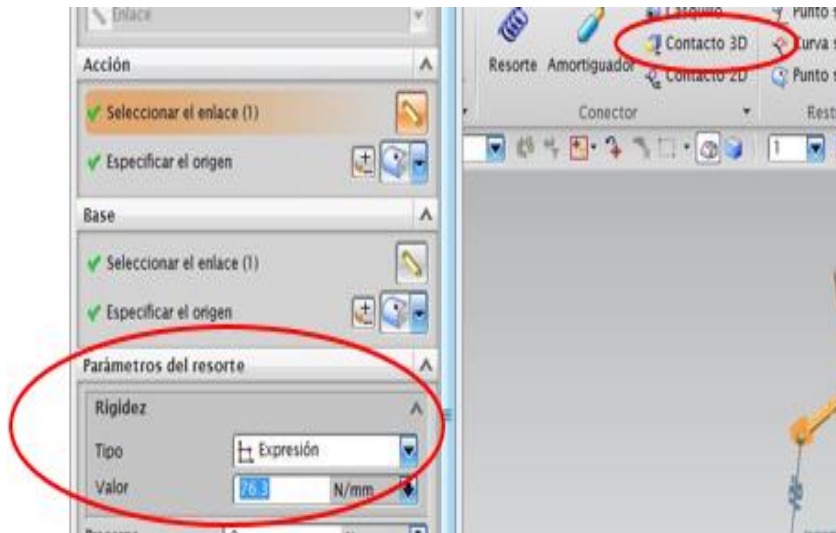 Enlace
Acción
Seleccionar el enlace (1)
Especificar el origen
Base
Seleccionar el enlace (1)
Especificar el origen
Parámetros del resorte
Rigidez
Tipo
Expresión
Valor
76.3
N/mm
Casquillo
Punto s
Resorte
Amortiguador
Contacto 3D
Curva s
Contacto 2D
Punto s
Conector
Rest
1